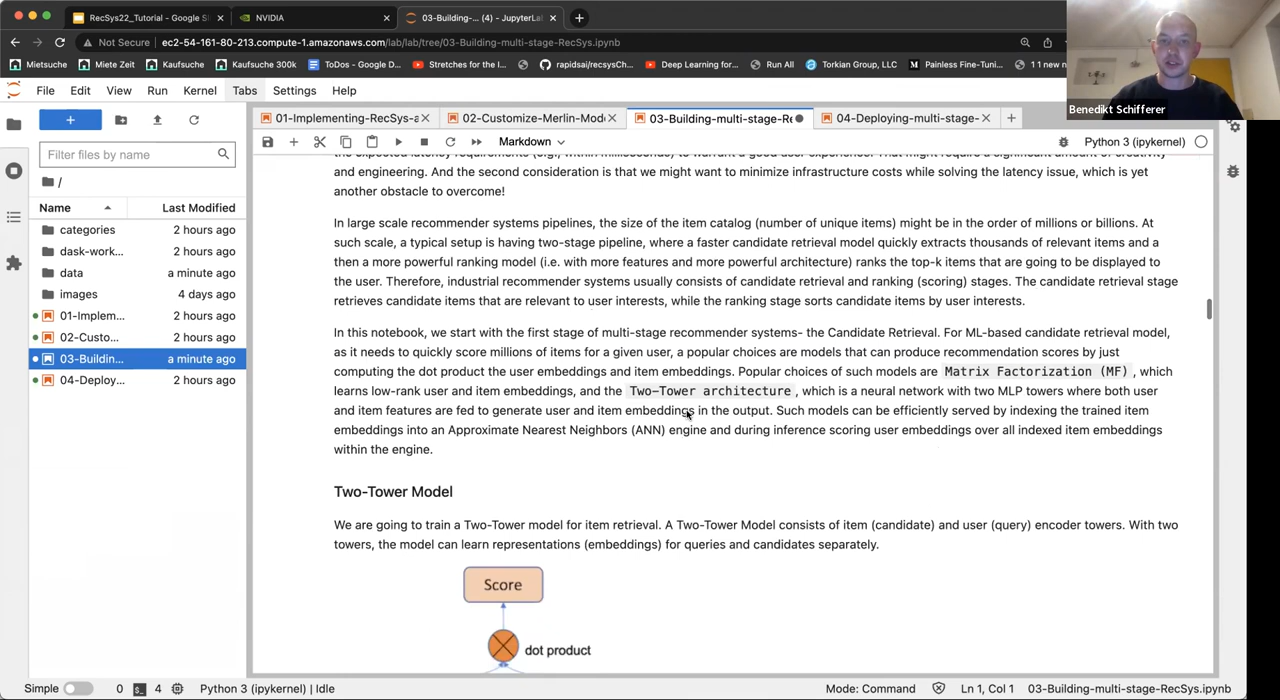 RecSys22_Tutorial - Google Sl
NVIDIA
03-Building-... (4) - JupyterLab
Not Secure
ec2-54-161-80-213.compute-1.amazonaws.com/lab/lab/tree/03-Building-multi-stage-RecSys.ipynb
Mietsuche
Miete Zeit
Kaufsuche
Kaufsuche 300k
ToDos - Google D...
Stretches for the I...
rapidsai/recsysCh...
Deep Learning for...
Run All
Torkian Group, LLC
Painless Fine-Tuni...
1 1 new n
Benedikt Schifferer
File Edit View Run Kernel Tabs Settings Help
01-Implementing-RecSys-a
02-Customize-Merlin-Mod
03-Building-multi-stage-Re
04-Deploying-multi-stage-
Markdown
Python 3 (ipykernel)
Filter files by name
/
Name Last Modified
categories 2 hours ago
dask-work... 2 hours ago
data a minute ago
images 4 days ago
01-Implem... 2 hours ago
02-Custo... 2 hours ago
03-Buildin... a minute ago
04-Deploy... 2 hours ago
the expected latency requirements (e.g., within milliseconds) to warrant a good user experience. That might require a significant amount of creativity
and engineering. And the second consideration is that we might want to minimize infrastructure costs while solving the latency issue, which is yet
another obstacle to overcome!
In large scale recommender systems pipelines, the size of the item catalog (number of unique items) might be in the order of millions or billions. At
such scale, a typical setup is having two-stage pipeline, where a faster candidate retrieval model quickly extracts thousands of relevant items and a
then a more powerful ranking model (i.e. with more features and more powerful architecture) ranks the top-k items that are going to be displayed to
the user. Therefore, industrial recommender systems usually consists of candidate retrieval and ranking (scoring) stages. The candidate retrieval stage
retrieves candidate items that are relevant to user interests, while the ranking stage sorts candidate items by user interests.
In this notebook, we start with the first stage of multi-stage recommender systems- the Candidate Retrieval. For ML-based candidate retrieval model,
as it needs to quickly score millions of items for a given user, a popular choices are models that can produce recommendation scores by just
computing the dot product the user embeddings and item embeddings. Popular choices of such models are Matrix Factorization (MF) , which
learns low-rank user and item embeddings, and the Two-Tower architecture , which is a neural network with two MLP towers where both user
and item features are fed to generate user and item embeddings in the output. Such models can be efficiently served by indexing the trained item
embeddings into an Approximate Nearest Neighbors (ANN) engine and during inference scoring user embeddings over all indexed item embeddings
within the engine.
Two-Tower Model
We are going to train a Two-Tower model for item retrieval. A Two-Tower Model consists of item (candidate) and user (query) encoder towers. With two
towers, the model can learn representations (embeddings) for queries and candidates separately.
Score
dot product
Simple 0 4 Python 3 (ipykernel) | Idle
Mode: Command Ln 1, Col 1 03-Building-multi-stage-RecSys.ipynb